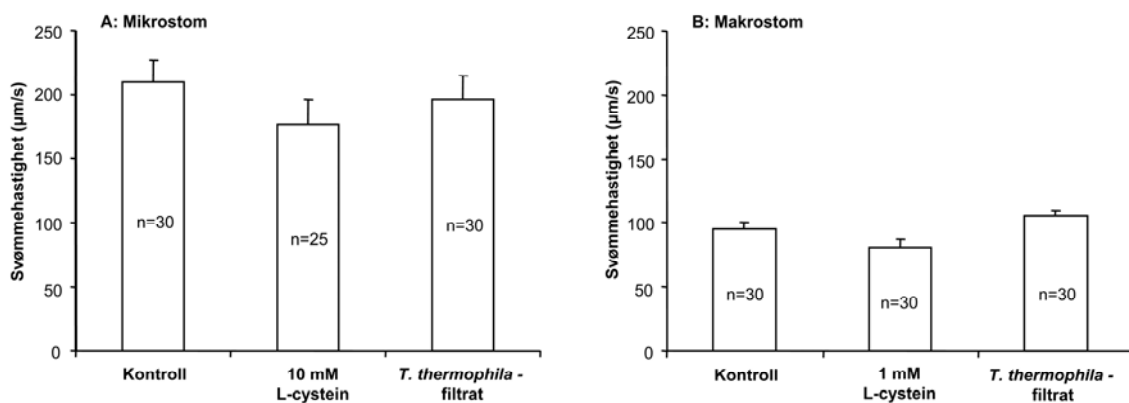 A: Mikrostom
Svømmehastighet (µm/s)
250
200
150
100
50
0
n=30
n=25
n=30
Kontroll
10 mM
L-cystein
T. thermophila -
filtrat
B: Makrostom
Svømmehastighet (µm/s)
250
200
150
100
50
0
n=30
n=30
n=30
Kontroll
1 mM
L-cystein
T. thermophila -
filtrat